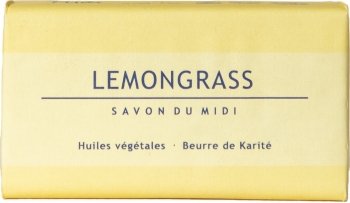 LEMONGRASS
SAVON DU MIDI
Huiles végétales · Beurre de Karité